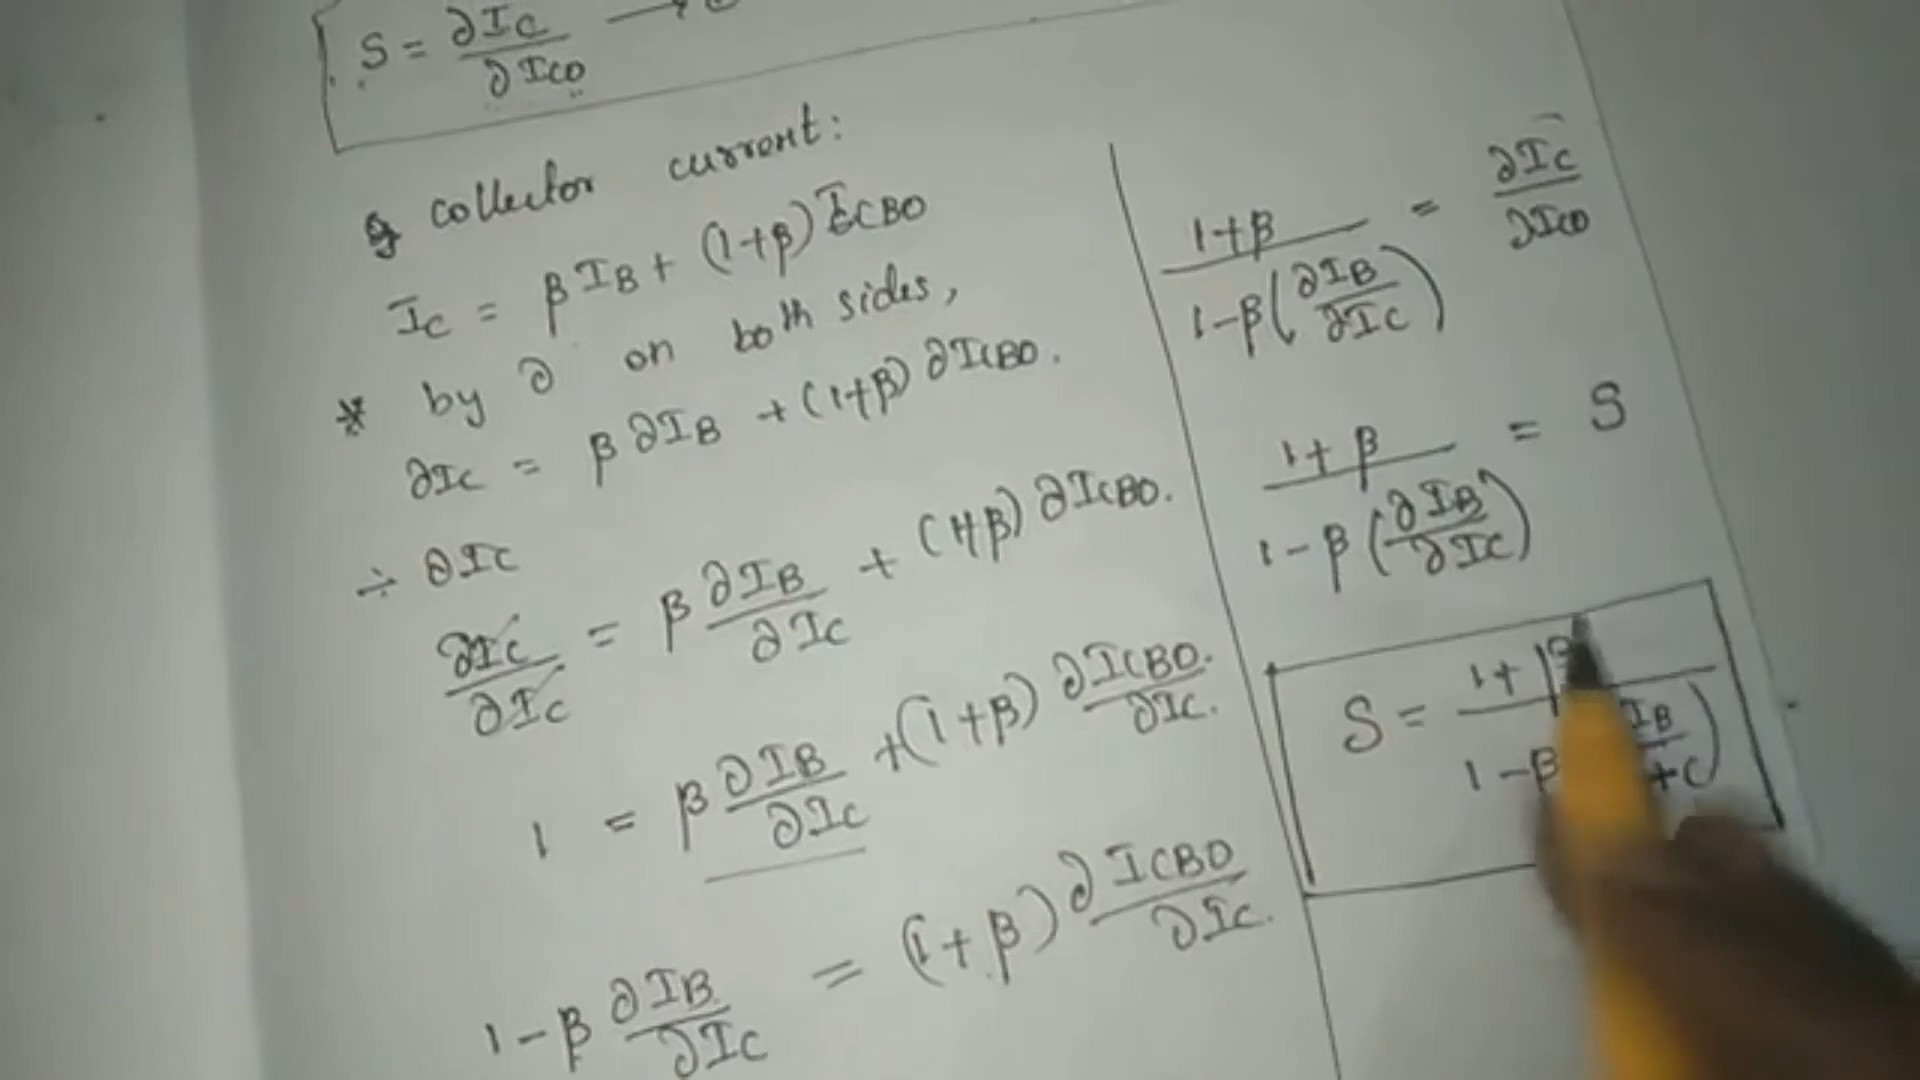 S = ∂IC / ∂ICO →
collector current:
IC = β IB + (1+β) ICBO
* by ∂ on both sides,
∂IC = β ∂IB + (1+β) ∂ICBO.
÷ ∂IC
∂IC / ∂IC = β ∂IB / ∂IC + (1+β) ∂ICBO.
1 = β ∂IB / ∂IC + (1+β) ∂ICBO. / ∂IC.
1-β ∂IB / ∂IC = (1+β) ∂ICBO / ∂IC.
1+β / 1-β(∂IB / ∂IC) = ∂IC / ∂ICO
1+β / 1-β(∂IB / ∂IC) = S
S = 1+β / 1-β IB / C)